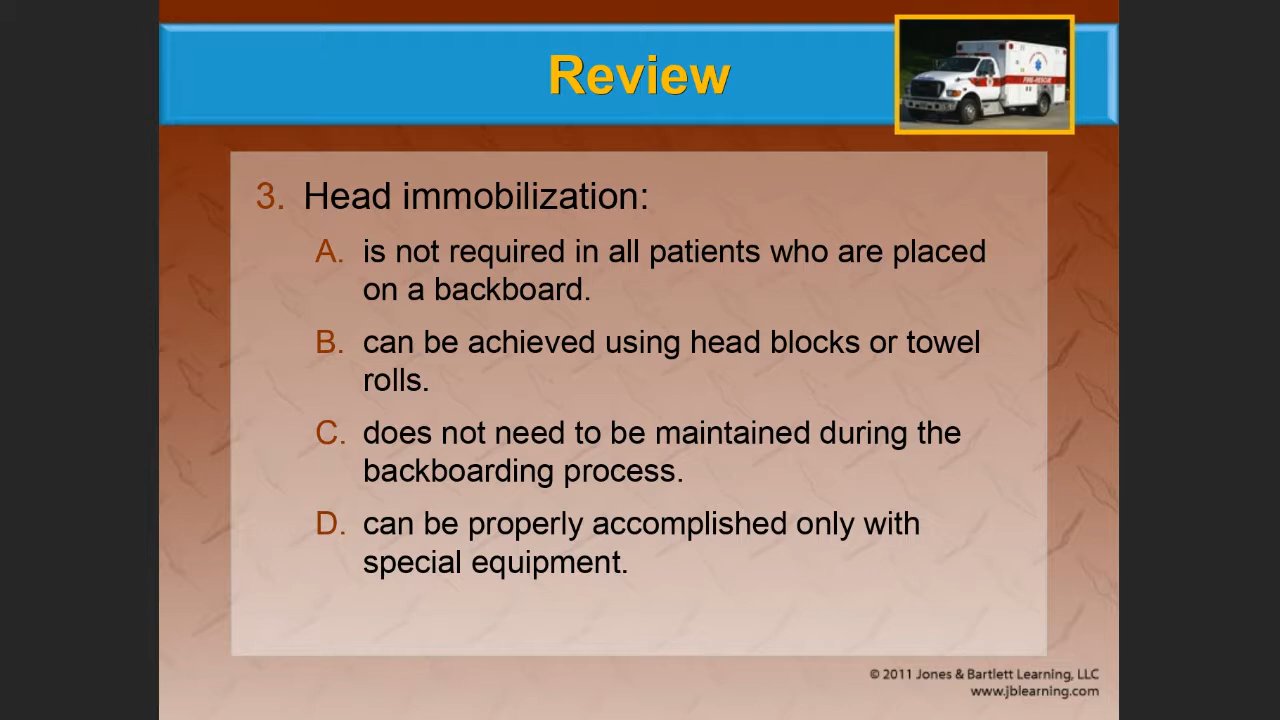 Review
3. Head immobilization:
A. is not required in all patients who are placed
on a backboard.
B. can be achieved using head blocks or towel
rolls.
C. does not need to be maintained during the
backboarding process.
D. can be properly accomplished only with
special equipment.
© 2011 Jones & Bartlett Learning, LLC
www.jblearning.com